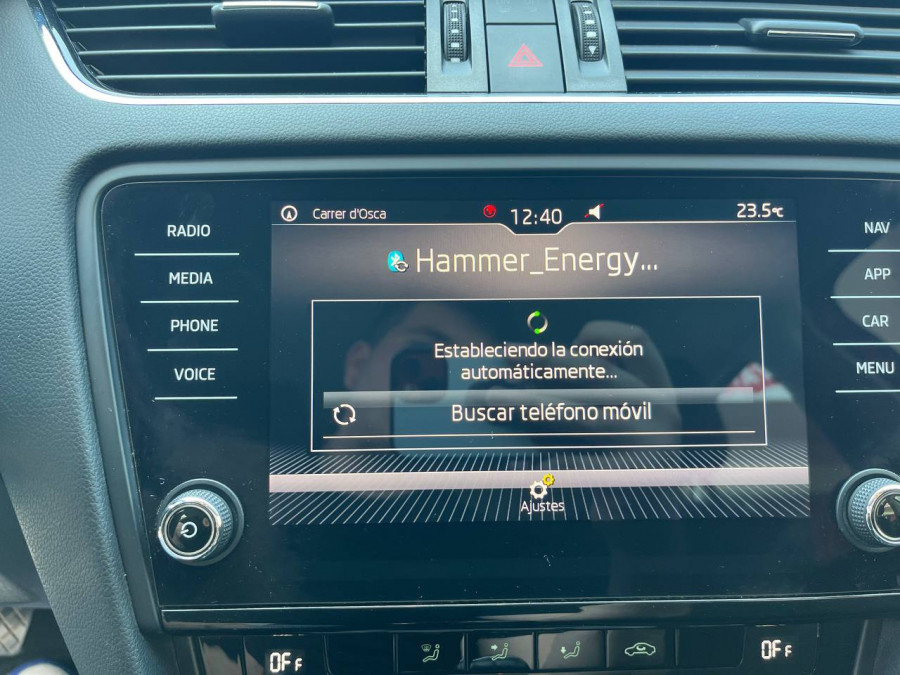 RADIO
MEDIA
PHONE
VOICE
Carrer d'Osca
12:40
23.5°C
Hammer_Energy...
Estableciendo la conexión
automáticamente...
Buscar teléfono móvil
Ajustes
NAV
APP
CAR
MENU
OFF
OFF